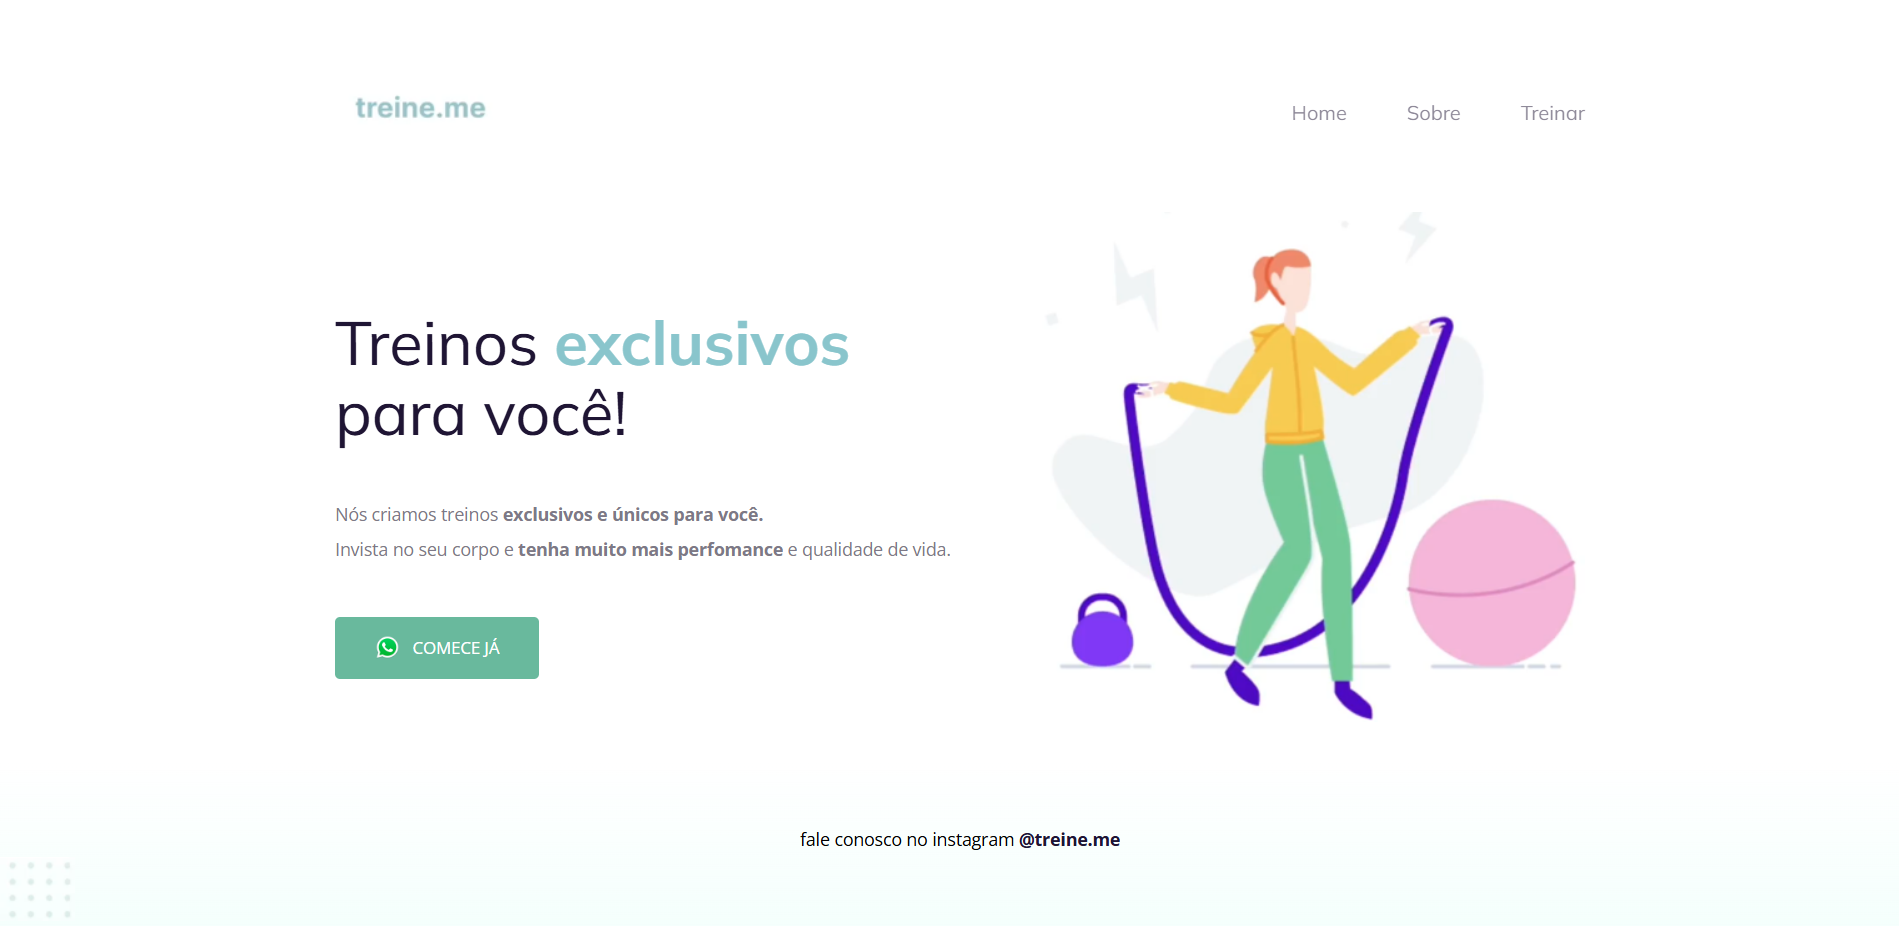 treine.me
Home Sobre Treinar
Treinos exclusivos
para você!
Nós criamos treinos exclusivos e únicos para você.
Invista no seu corpo e tenha muito mais perfomance e qualidade de vida.
COMECE JÁ
fale conosco no instagram @treine.me